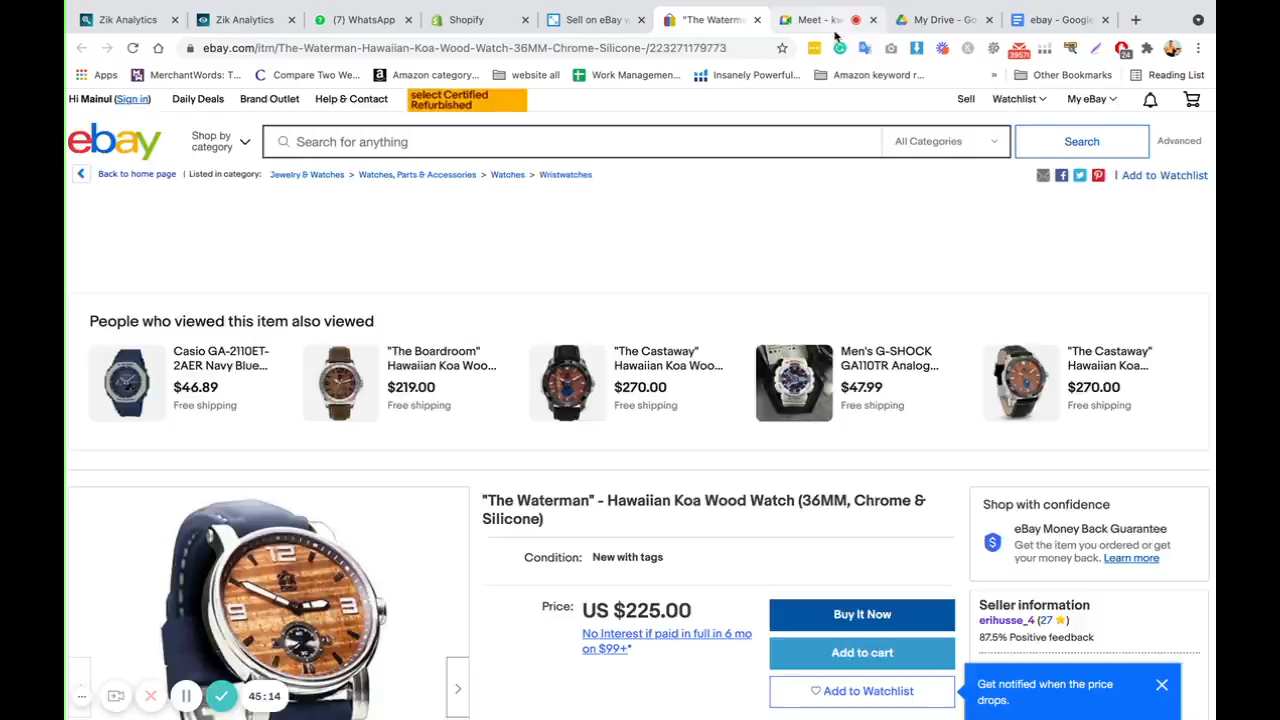 Zik Analytics
Zik Analytics
(7) WhatsApp
Shopify
Sell on eBay v
"The Waterm
Meet - kw
My Drive - Go
ebay - Google
ebay.com/itm/The-Waterman-Hawaiian-Koa-Wood-Watch-36MM-Chrome-Silicone/223271179773
39571
24
Apps
MerchantWords: T...
Compare Two We...
Amazon category...
website all
Work Managemen...
Insanely Powerful...
Amazon keyword r...
»
Other Bookmarks
Reading List
Hi Mainul (Sign in)
Daily Deals
Brand Outlet
Help & Contact
select Certified
Refurbished
Sell
Watchlist
My eBay
ebay
Shop by
category
Search for anything
All Categories
Search
Advanced
Back to home page
| Listed in category:
Jewelry & Watches > Watches, Parts & Accessories > Watches > Wristwatches
| Add to Watchlist
People who viewed this item also viewed
Casio GA-2110ET-
2AER Navy Blue...
$46.89
Free shipping
"The Boardroom"
Hawaiian Koa Woo...
$219.00
Free shipping
"The Castaway"
Hawaiian Koa Woo...
$270.00
Free shipping
Men's G-SHOCK
GA110TR Analog...
$47.99
Free shipping
"The Castaway"
Hawaiian Koa...
$270.00
Free shipping
"The Waterman" - Hawaiian Koa Wood Watch (36MM, Chrome &
Silicone)
Condition: New with tags
Price: US $225.00
No Interest if paid in full in 6 mo
on $99+*
Buy It Now
Add to cart
Add to Watchlist
Shop with confidence
eBay Money Back Guarantee
Get the item you ordered or get
your money back. Learn more
Seller information
erihusse_4 (27 ⭐)
87.5% Positive feedback
Get notified when the price
drops.
12
9
3
45:14